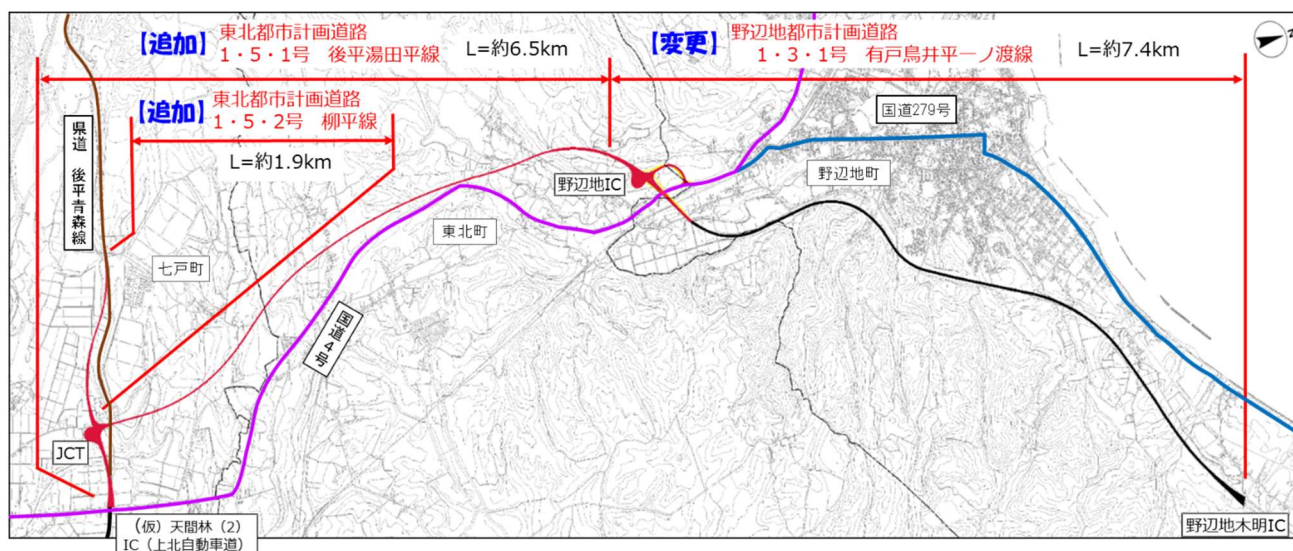 【追加】
東北都市計画道路
1・5・1号　後平湯田平線
L=約6.5km
【変更】
野辺地都市計画道路
1・3・1号　有戸鳥井平一ノ渡線
L=約7.4km
【追加】
東北都市計画道路
1・5・2号　柳平線
L=約1.9km
県道　後平青森線
国道279号
野辺地IC
野辺地町
東北町
七戸町
国道4号
JCT
（仮）天間林（2）
IC（上北自動車道）
野辺地木明IC